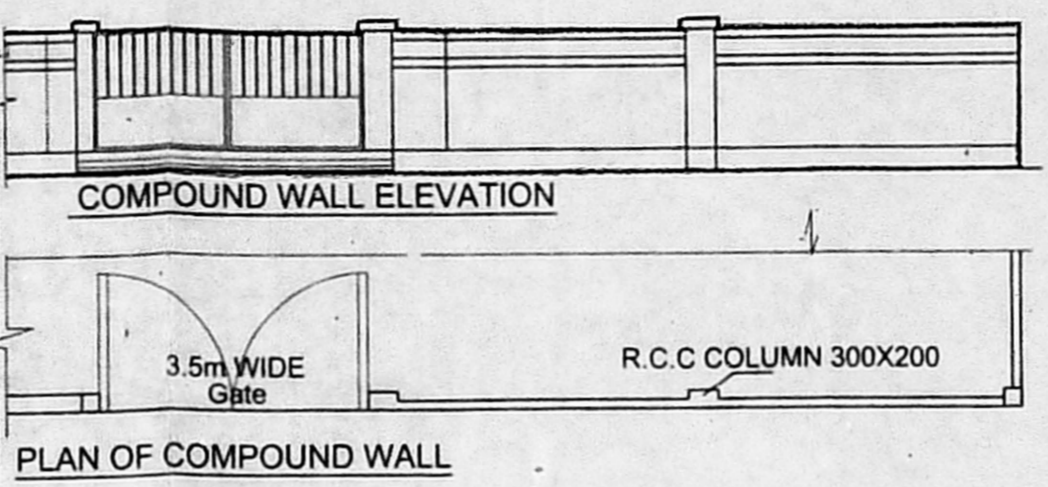 COMPOUND WALL ELEVATION
3.5m WIDE
Gate
R.C.C COLUMN 300X200
PLAN OF COMPOUND WALL